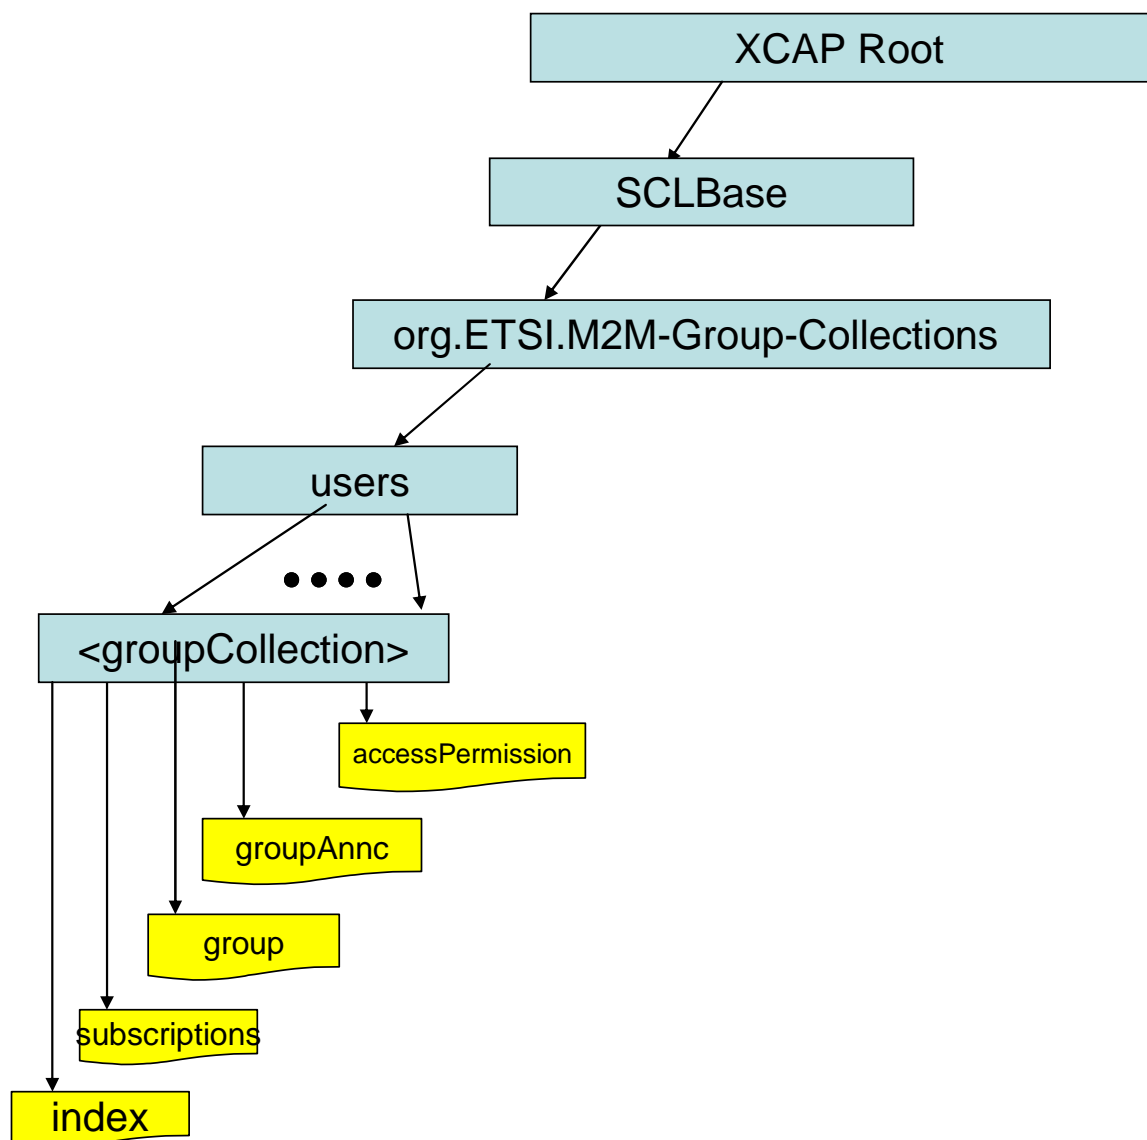 XCAP Root
SCLBase
org.ETSI.M2M-Group-Collections
users
<groupCollection>
accessPermission
groupAnnc
group
subscriptions
index